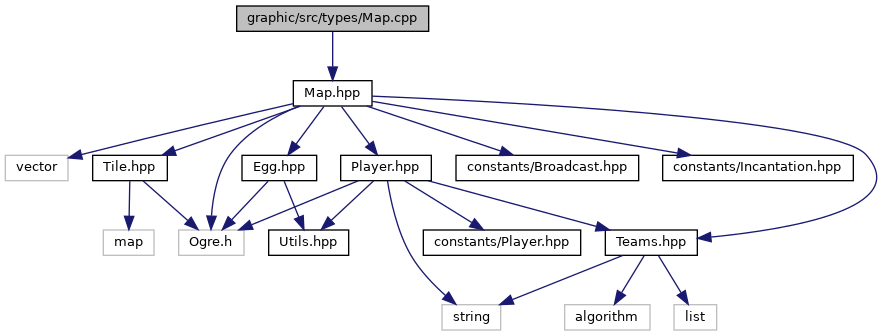 graphic/src/types/Map.cpp
Map.hpp
vector
Tile.hpp
Egg.hpp
Player.hpp
constants/Broadcast.hpp
constants/Incantation.hpp
map
Ogre.h
Utils.hpp
constants/Player.hpp
Teams.hpp
string
algorithm
list